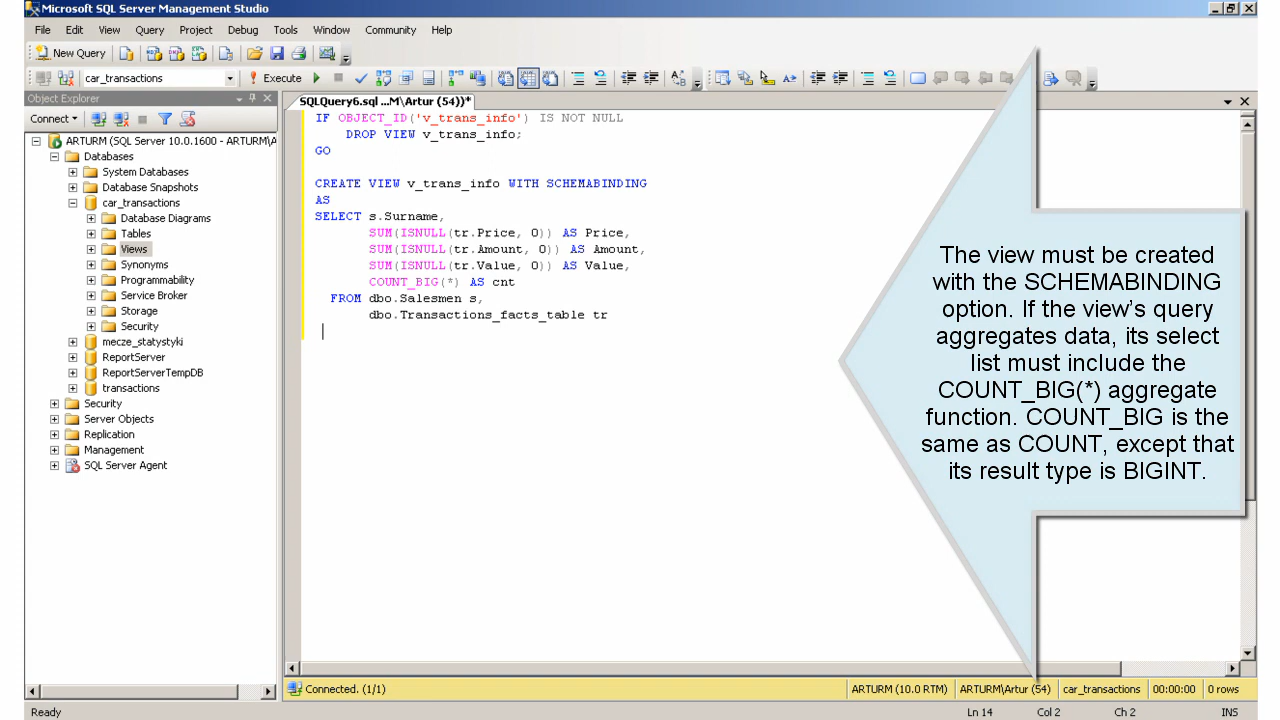 Microsoft SQL Server Management Studio
File Edit View Query Project Debug Tools Window Community Help
New Query
car_transactions Execute
Object Explorer
SQLQuery6.sql ...M\Artur (54))*
Connect
ARTURM (SQL Server 10.0.1600 - ARTURM\A
Databases
System Databases
Database Snapshots
car_transactions
Database Diagrams
Tables
Views
Synonyms
Programmability
Service Broker
Storage
Security
mecze_statystyki
ReportServer
ReportServerTempDB
transactions
Security
Server Objects
Replication
Management
SQL Server Agent
IF OBJECT_ID('v_trans_info') IS NOT NULL
DROP VIEW v_trans_info;
GO
CREATE VIEW v_trans_info WITH SCHEMABINDING
AS
SELECT s.Surname,
SUM(ISNULL(tr.Price, 0)) AS Price,
SUM(ISNULL(tr.Amount, 0)) AS Amount,
SUM(ISNULL(tr.Value, 0)) AS Value,
COUNT_BIG(*) AS cnt
FROM dbo.Salesmen s,
dbo.Transactions_facts_table tr
The view must be created
with the SCHEMABINDING
option. If the view's query
aggregates data, its select
list must include the
COUNT_BIG(*) aggregate
function. COUNT_BIG is the
same as COUNT, except that
its result type is BIGINT.
Connected. (1/1) ARTURM (10.0 RTM) ARTURM\Artur (54) car_transactions 00:00:00 0 rows
Ready Ln 14 Col 2 Ch 2 INS